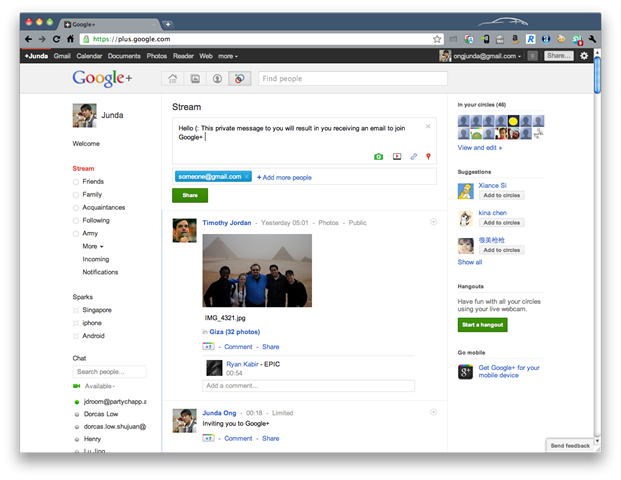 Google+
https://plus.google.com
+Junda Gmail Calendar Documents Photos Reader Web more
ongjunda@gmail.com
Share...
Google+
Find people
Junda
Welcome
Stream
Friends
Family
Acquaintances
Following
Army
More
Incoming
Notifications
Sparks
Singapore
iphone
Android
Chat
Search people...
Available
jdroom@partychapp.a
Dorcas Low
dorcas.low.shujuan@
Henry
Lu Jing
Stream
Hello (: This private message to you will result in you receiving an email to join
Google+
someone@gmail.com
+ Add more people
Share
Timothy Jordan - Yesterday 05:01 - Photos - Public
IMG_4321.jpg
in Giza (32 photos)
+1 - Comment - Share
Ryan Kabir - EPIC
00:54
Add a comment...
Junda Ong - 00:18 - Limited
Inviting you to Google+
+1 - Comment - Share
In your circles (46)
View and edit »
Suggestions
Xiance Si
Add to circles
kina chen
Add to circles
很美枪枪
Add to circles
Show all
Hangouts
Have fun with all your circles
using your live webcam.
Start a hangout
Go mobile
g+
Get Google+ for your
mobile device
Send feedback